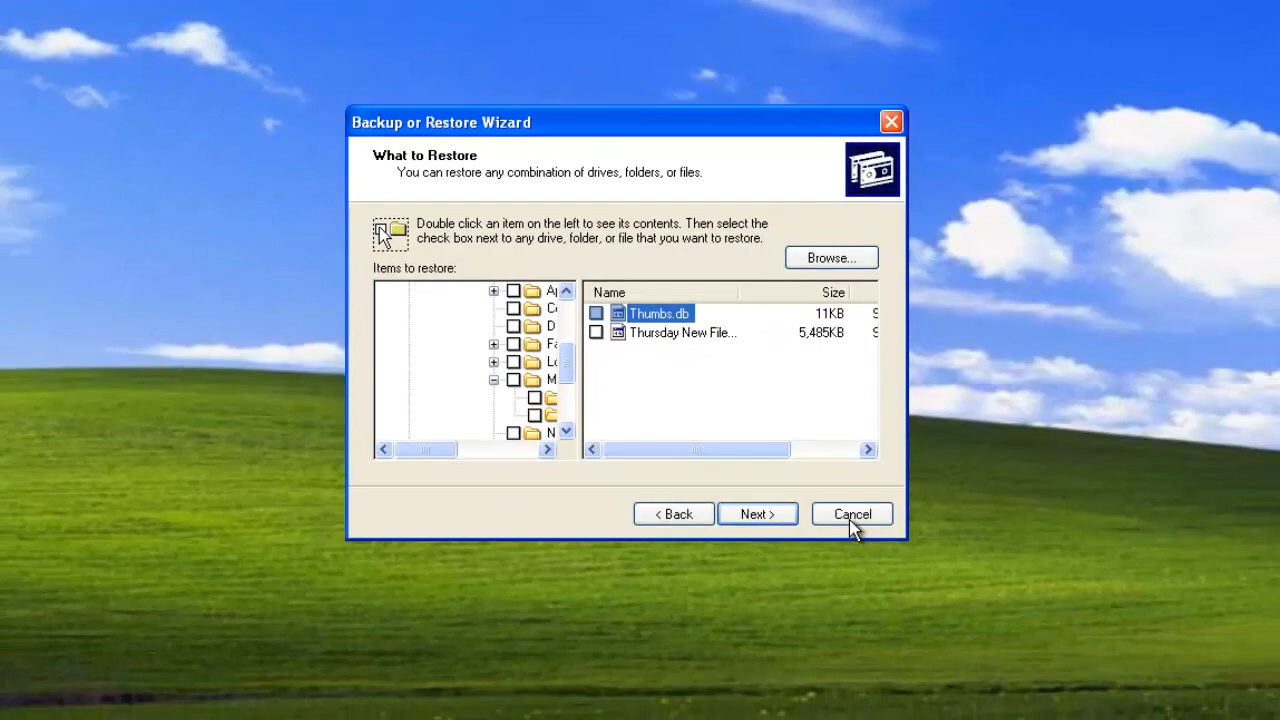 Backup or Restore Wizard
What to Restore
You can restore any combination of drives, folders, or files.
Double click an item on the left to see its contents. Then select the
check box next to any drive, folder, or file that you want to restore.
Browse...
Items to restore:
Name Size
Thumbs.db 11KB
Thursday New File... 5,485KB
D
M
N
< Back Next > Cancel